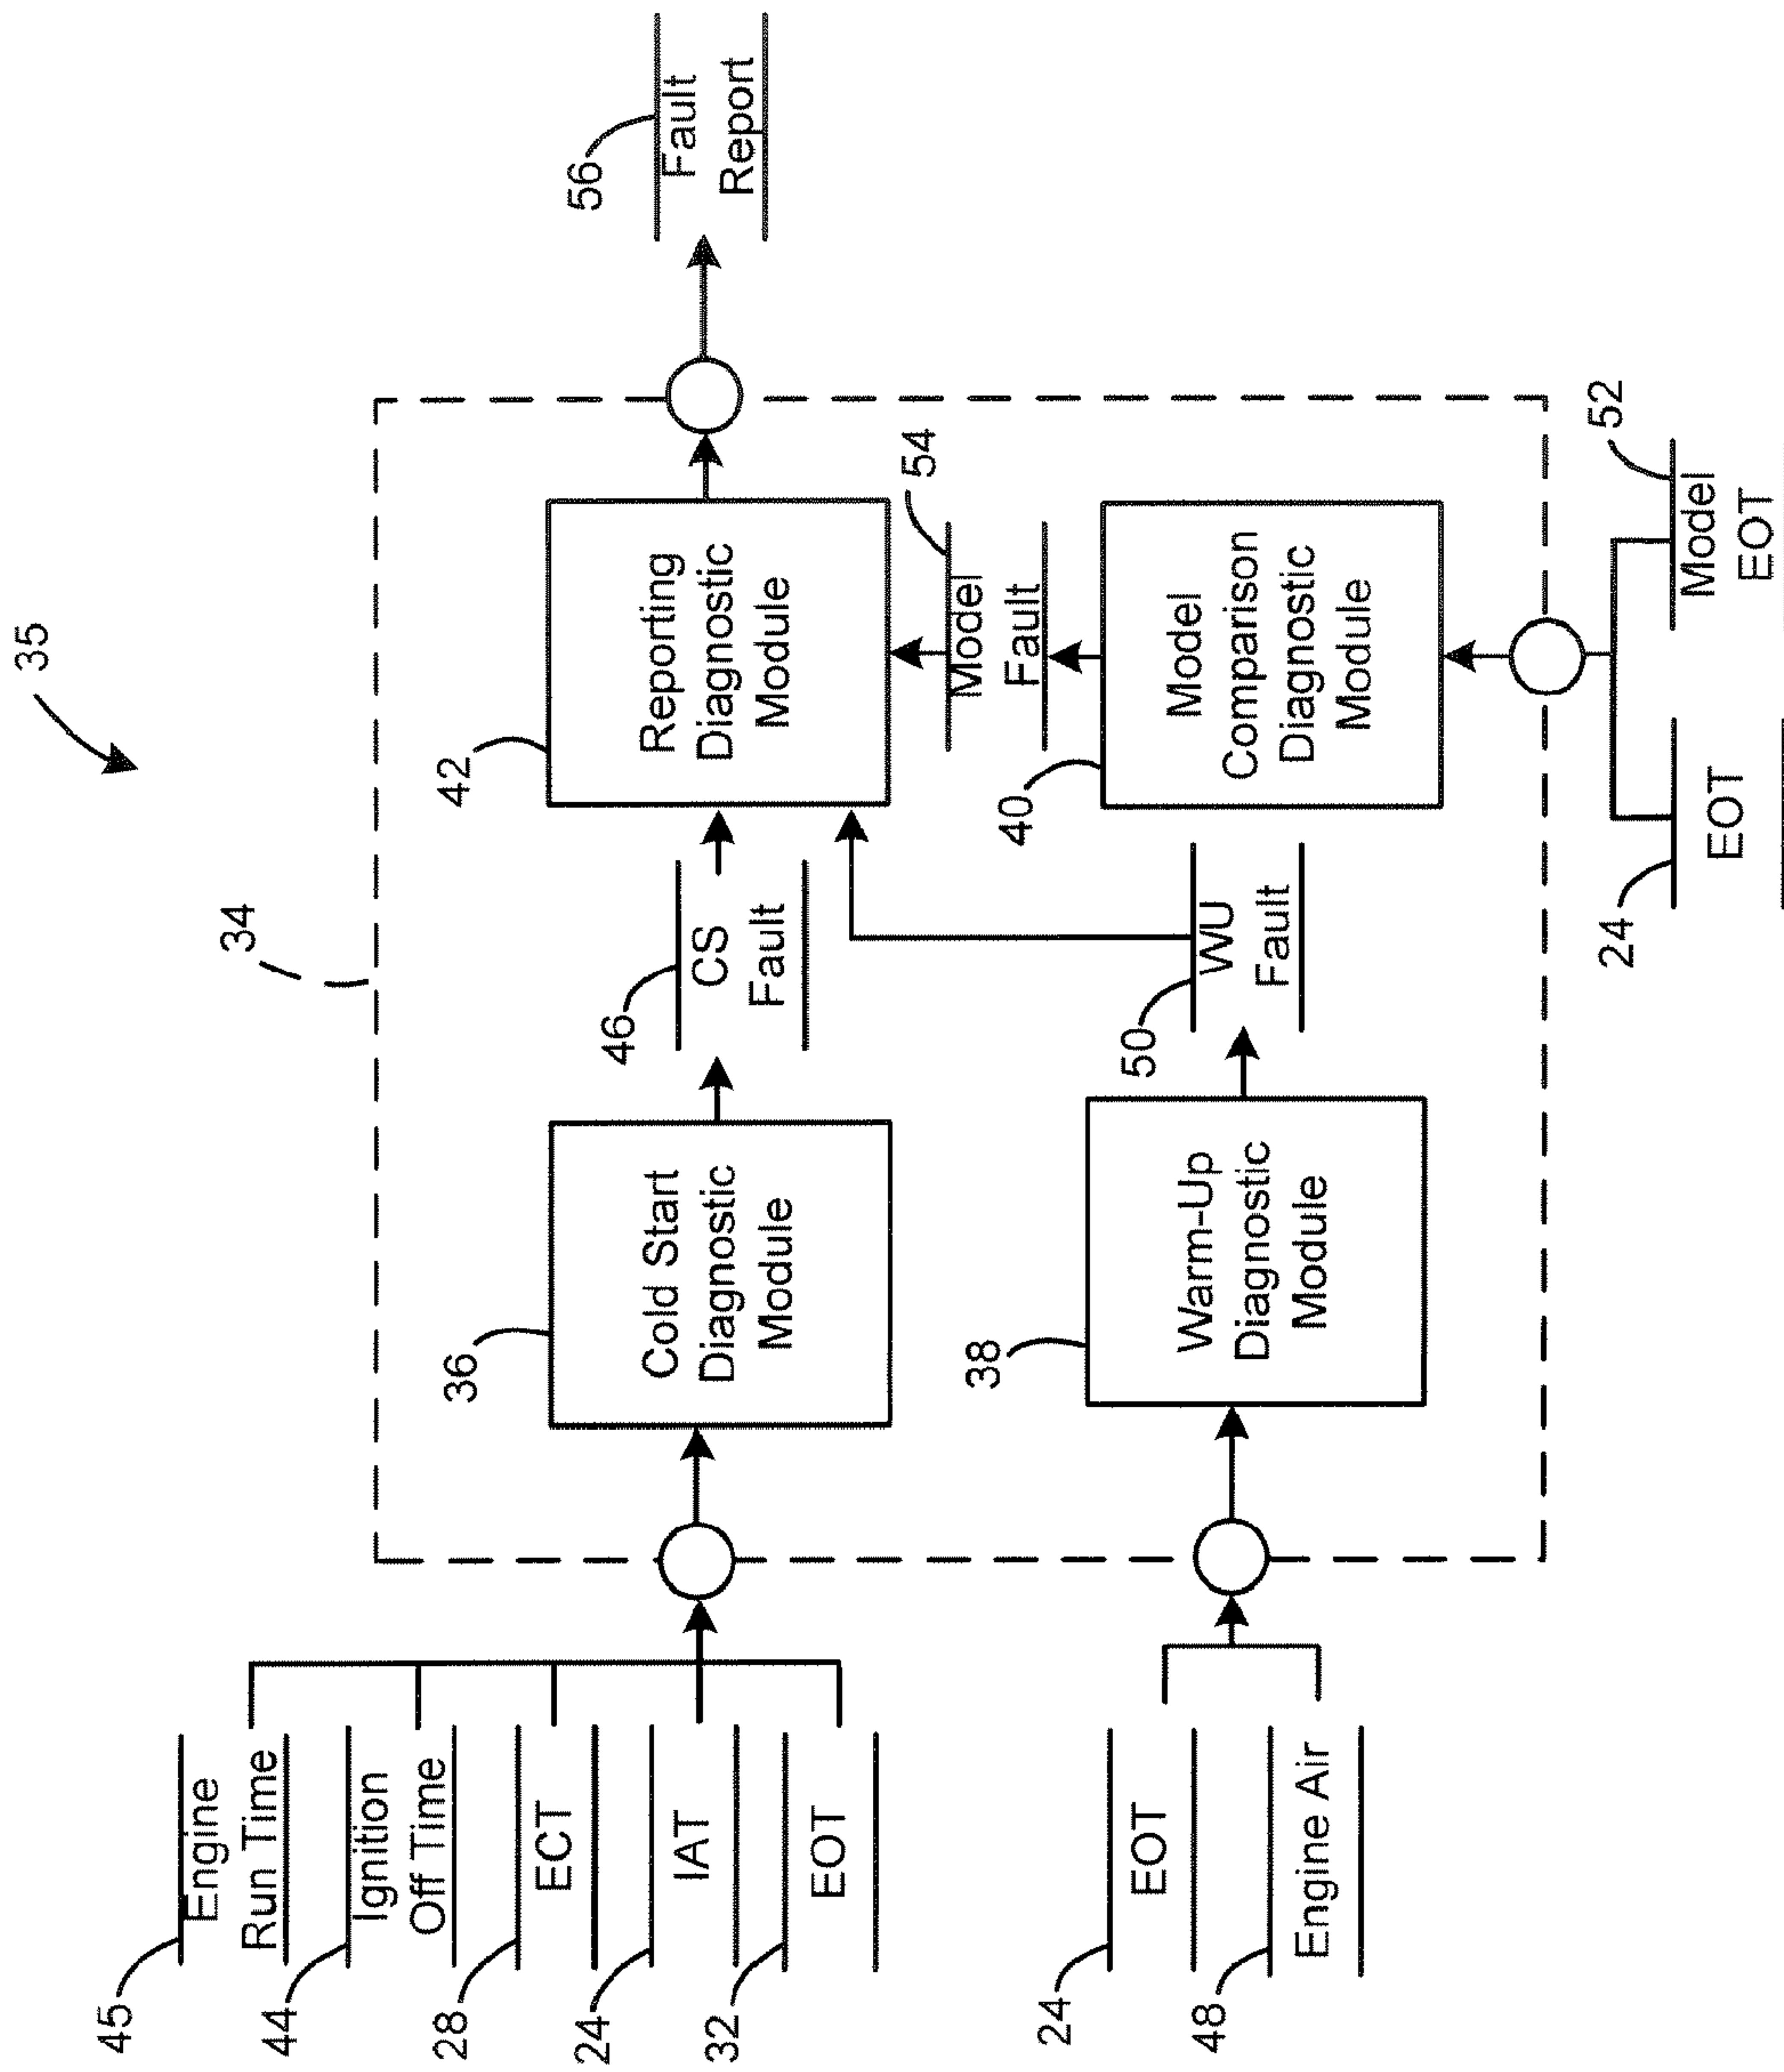 35
34
45
Engine
Run Time
44
Ignition
Off Time
28
ECT
24
IAT
32
EOT
36
Cold Start
Diagnostic
Module
46
CS
Fault
42
Reporting
Diagnostic
Module
56
Fault
Report
24
EOT
48
Engine Air
38
Warm-Up
Diagnostic
Module
50
WU
Fault
54
Model
Fault
40
Model
Comparison
Diagnostic
Module
24
EOT
52
Model
EOT